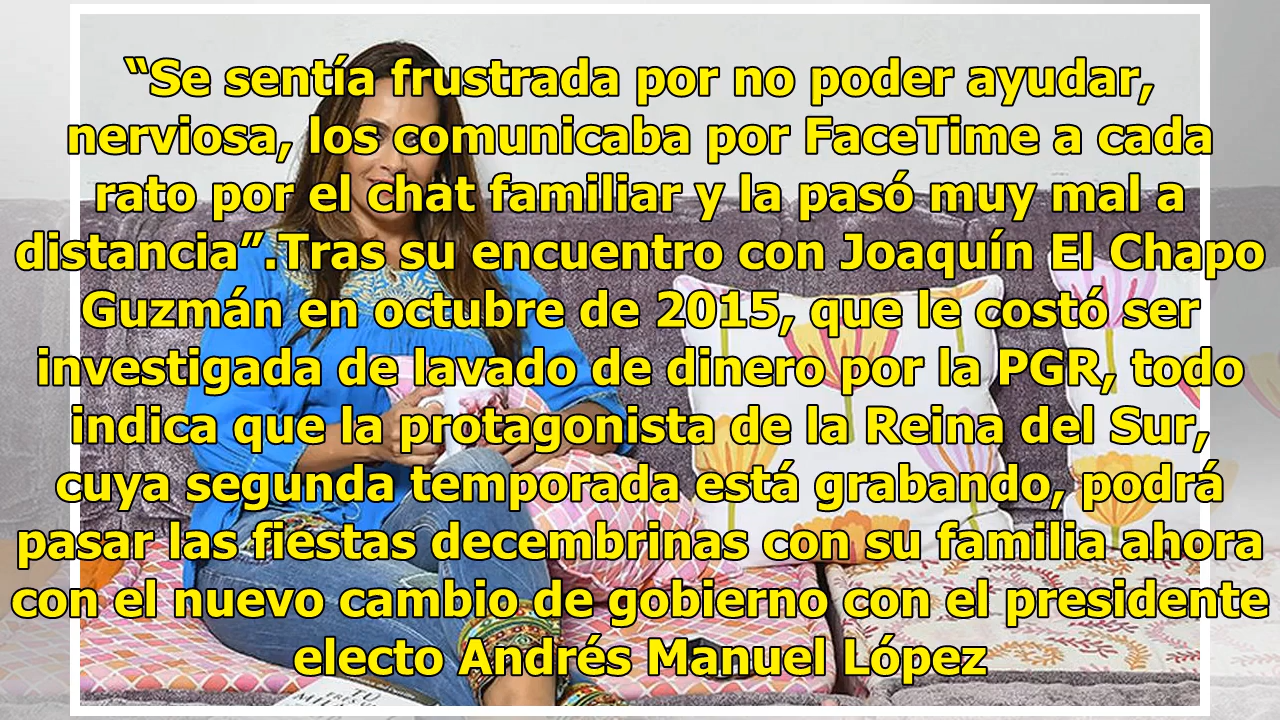 “Se sentía frustrada por no poder ayudar,
nerviosa, los comunicaba por FaceTime a cada
rato por el chat familiar y la pasó muy mal a
distancia”.Tras su encuentro con Joaquín El Chapo
Guzmán en octubre de 2015, que le costó ser
investigada de lavado de dinero por la PGR, todo
indica que la protagonista de la Reina del Sur,
cuya segunda temporada está grabando, podrá
pasar las fiestas decembrinas con su familia ahora
con el nuevo cambio de gobierno con el presidente
electo Andrés Manuel López
TU